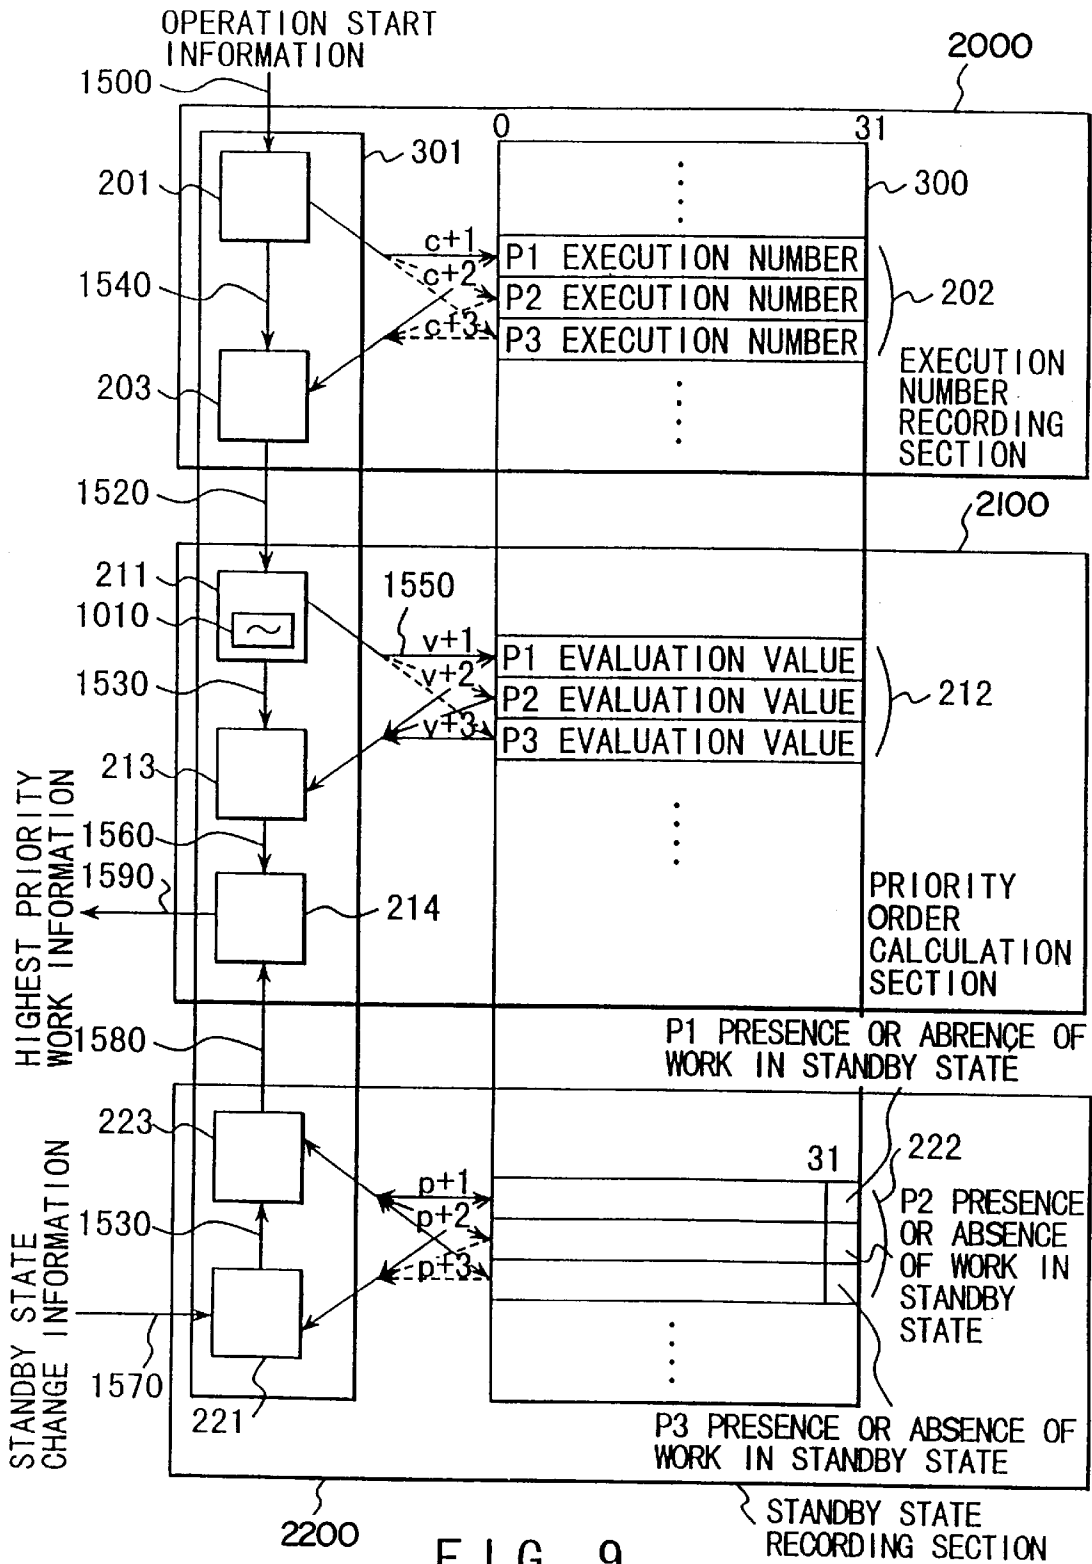 OPERATION START
INFORMATION
1500
2000
0
31
301
300
201
c+1
P1 EXECUTION NUMBER
c+2
P2 EXECUTION NUMBER
202
1540
c+3
P3 EXECUTION NUMBER
203
EXECUTION
NUMBER
RECORDING
SECTION
1520
2100
211
1550
1010
v+1
P1 EVALUATION VALUE
v+2
P2 EVALUATION VALUE
212
1530
v+3
P3 EVALUATION VALUE
213
1560
1590
HIGHEST PRIORITY
WORK INFORMATION
214
PRIORITY
ORDER
CALCULATION
SECTION
1580
P1 PRESENCE OR ABRENCE OF
WORK IN STANDBY STATE
223
31
222
p+1
p+2
p+3
P2 PRESENCE
OR ABSENCE
OF WORK IN
STANDBY
STATE
1530
STANDBY STATE
CHANGE INFORMATION
1570
221
P3 PRESENCE OR ABSENCE OF
WORK IN STANDBY STATE
2200
STANDBY STATE
RECORDING SECTION
FIG. 9